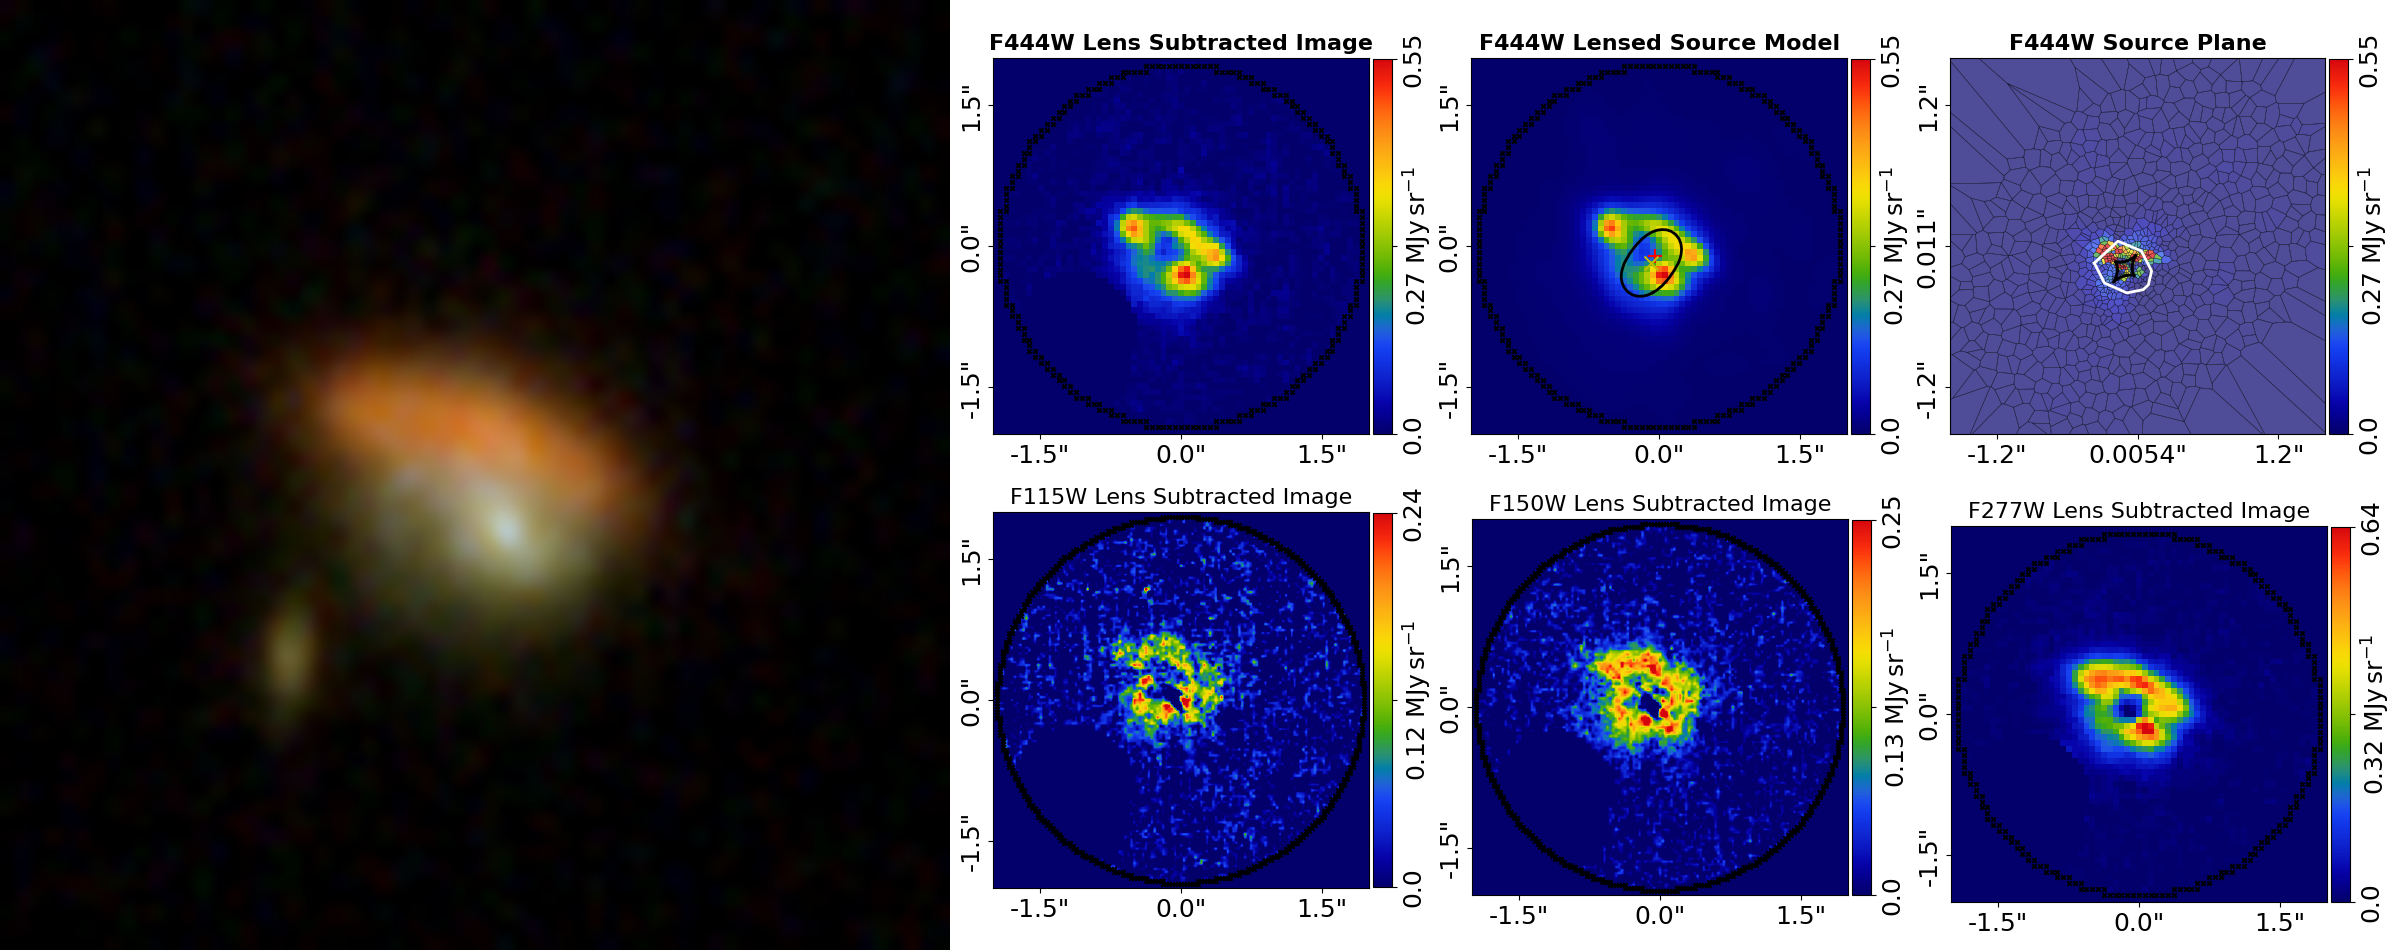 F444W Lens Subtracted Image
1.5"
0.0"
-1.5"
-1.5" 0.0" 1.5"
0.55
0.27 MJy sr⁻¹
0.0
F444W Lensed Source Model
1.5"
0.0"
-1.5"
-1.5" 0.0" 1.5"
0.55
0.27 MJy sr⁻¹
0.0
F444W Source Plane
1.2"
0.011"
-1.2"
-1.2" 0.0054" 1.2"
0.55
0.27 MJy sr⁻¹
0.0
F115W Lens Subtracted Image
1.5"
0.0"
-1.5"
-1.5" 0.0" 1.5"
0.24
0.12 MJy sr⁻¹
0.0
F150W Lens Subtracted Image
1.5"
0.0"
-1.5"
-1.5" 0.0" 1.5"
0.25
0.13 MJy sr⁻¹
0.0
F277W Lens Subtracted Image
1.5"
0.0"
-1.5"
-1.5" 0.0" 1.5"
0.64
0.32 MJy sr⁻¹
0.0